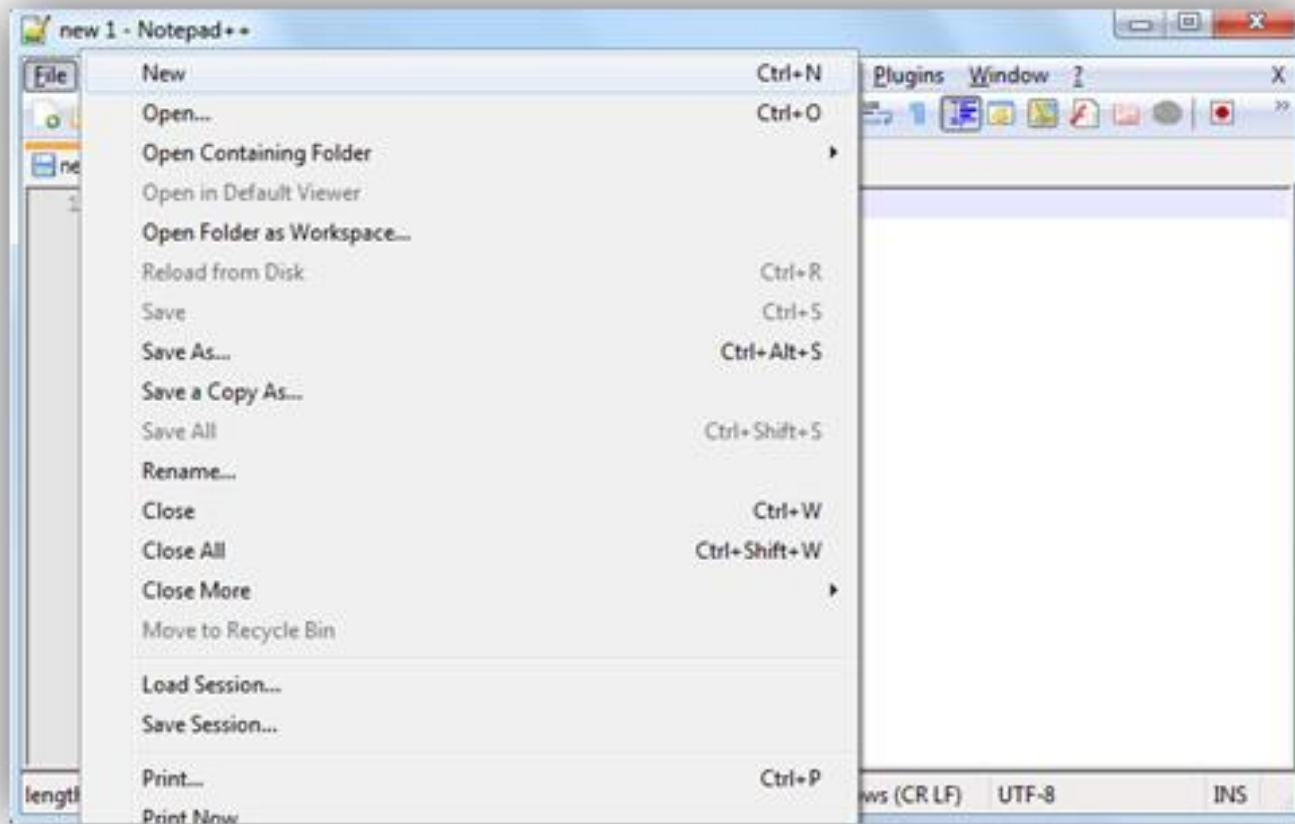 new 1 - Notepad++
File Plugins Window ? X
New Ctrl+N
Open... Ctrl+O
Open Containing Folder
ne
Open in Default Viewer
1
Open Folder as Workspace...
Reload from Disk Ctrl+R
Save Ctrl+S
Save As... Ctrl+Alt+S
Save a Copy As...
Save All Ctrl+Shift+S
Rename...
Close Ctrl+W
Close All Ctrl+Shift+W
Close More
Move to Recycle Bin
Load Session...
Save Session...
Print... Ctrl+P
Print Now
lengt ws (CR LF) UTF-8 INS